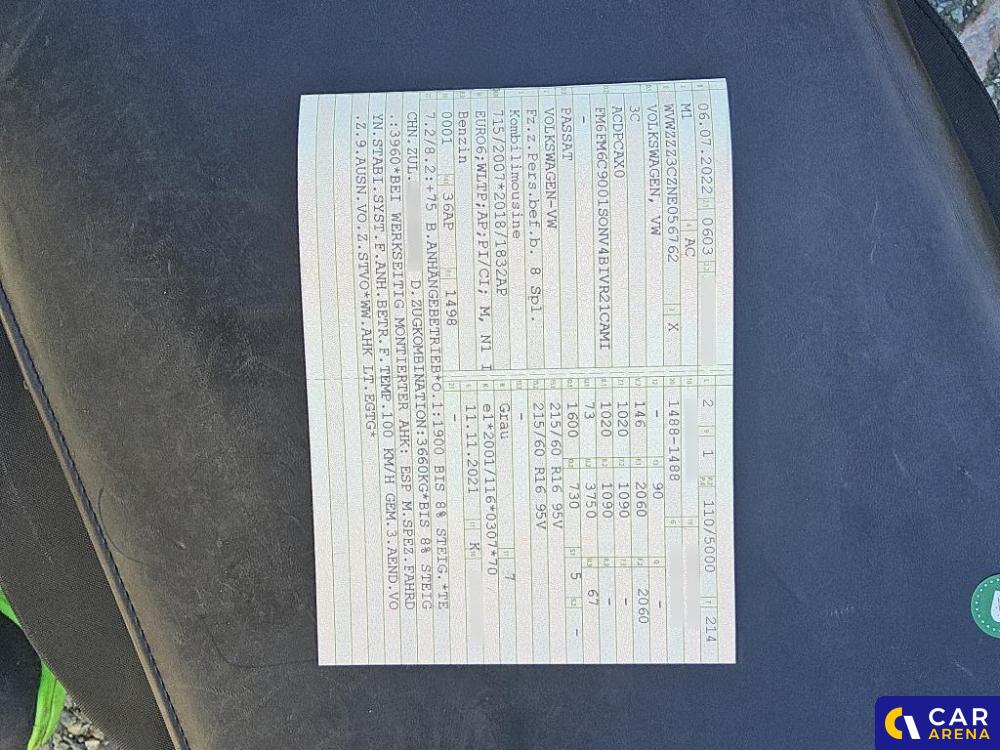 06.07.2022 0603 2 1 110/5000 214
M1 AC
WVWZZZ3CZNE056762 X 1488-1488
VOLKSWAGEN, VW - 90
3C 146 2060 2060
ACDPCAX0 1020 1090 -
FM6FM6C9001SONV4BIVR21CAMI 1020 1090 -
- 73 3750 67
PASSAT 1600 730 5 -
VOLKSWAGEN-VW 215/60 R16 95V
Fz.z.Pers.bef.b. 8 Spl. 215/60 R16 95V
Kombilimousine -
715/2007*2018/1832AP Grau 7
EURO6;WLTP;AP;PI/CI; M, N1 I e1*2001/116*0307*70
Benzin 11.11.2021 K
0001 36AP 1498 -
7.2/8.2:+75 B.ANHÄNGEBETRIEB*O.1:1900 BIS 8% STEIG.*TE
CHN.ZUL. D.ZUGKOMBINATION:3660KG*BIS 8% STEIG
.:3960*BEI WERKSEITIG MONTIERTER AHK: ESP M.SPEZ.FAHRD
YN.STABI.SYST.F.ANH.BETR.F.TEMP.100 KM/H GEM.3.AEND.VO
.Z.9.AUSN.VO.Z.STVO*WW.AHK LT.EGTG*
CAR
ARENA